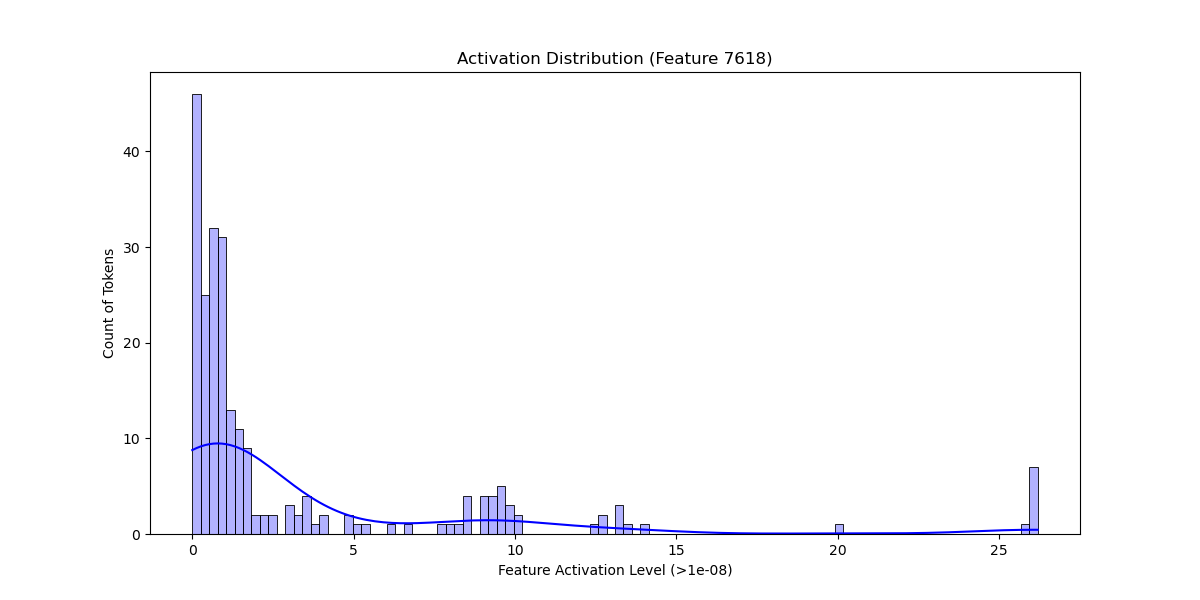 Activation Distribution (Feature 7618)
Count of Tokens
40
30
20
10
0
0 5 10 15 20 25
Feature Activation Level (>1e-08)